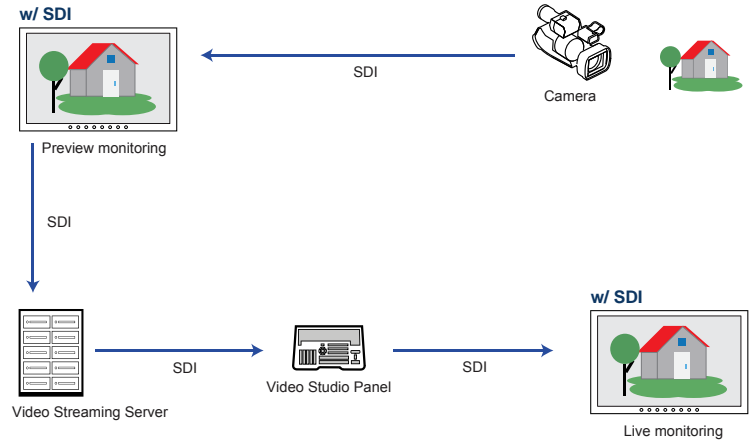 w/ SDI
SDI
Camera
Preview monitoring
SDI
w/ SDI
SDI
SDI
Video Studio Panel
Video Streaming Server
Live monitoring